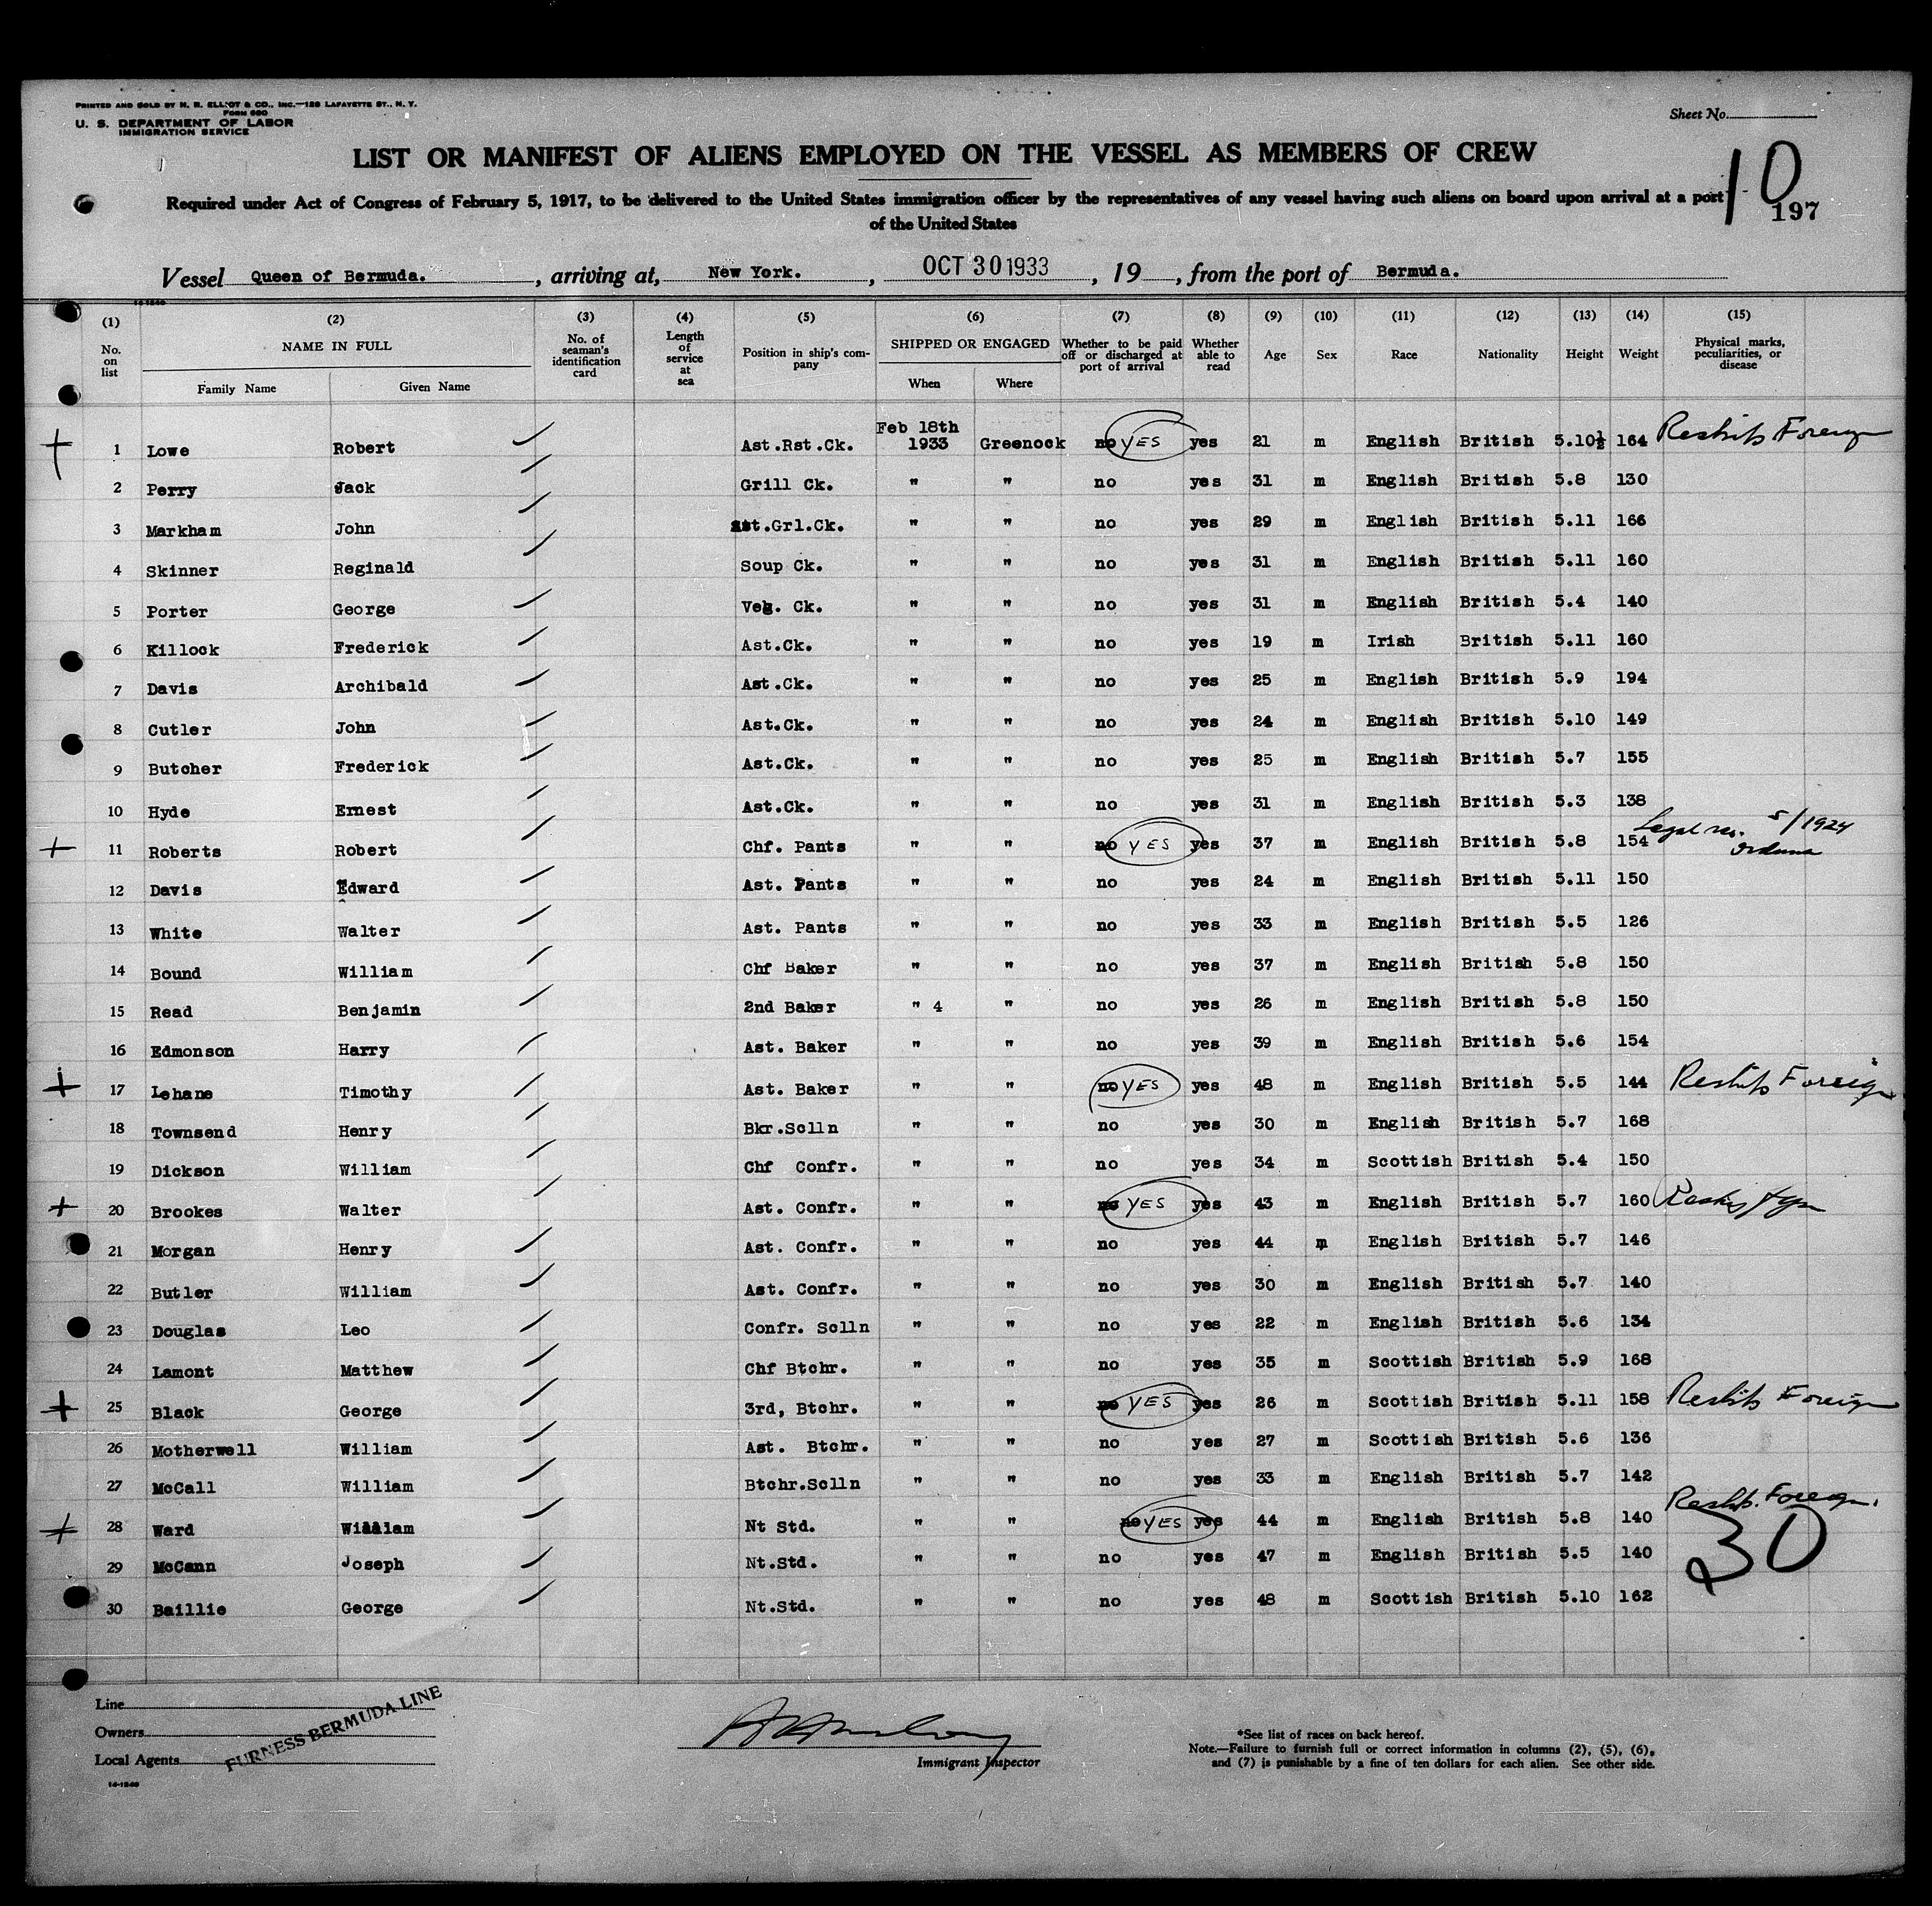 PRINTED AND SOLD BY M. R. ELLIOT & CO., INC.—129 LAFAYETTE ST., N. Y.
FORM 680
U. S. DEPARTMENT OF LABOR
IMMIGRATION SERVICE
Sheet No.
LIST OR MANIFEST OF ALIENS EMPLOYED ON THE VESSEL AS MEMBERS OF CREW
10
Required under Act of Congress of February 5, 1917, to be delivered to the United States immigration officer by the representatives of any vessel having such aliens on board upon arrival at a port
197
of the United States
Vessel Queen of Bermuda. , arriving at, New York. , OCT 30 1933 , 19 , from the port of Bermuda.
(1) (2) (3) (4) (5) (6) (7) (8) (9) (10) (11) (12) (13) (14) (15)
No. on list NAME IN FULL Family Name Given Name No. of seaman's identification card Length of service at sea Position in ship's company SHIPPED OR ENGAGED When Where Whether to be paid off or discharged at port of arrival Whether able to read Age Sex Race Nationality Height Weight Physical marks, peculiarities, or disease
1 Lowe Robert Ast.Rst.Ck. Feb 18th 1933 Greenock no YES yes 21 m English British 5.10½ 164 Reships Foreign
2 Perry Jack Grill Ck. " " no yes 31 m English British 5.8 130
3 Markham John Ast.Grl.Ck. " " no yes 29 m English British 5.11 166
4 Skinner Reginald Soup Ck. " " no yes 31 m English British 5.11 160
5 Porter George Veg. Ck. " " no yes 31 m English British 5.4 140
6 Killock Frederick Ast.Ck. " " no yes 19 m Irish British 5.11 160
7 Davis Archibald Ast.Ck. " " no yes 25 m English British 5.9 194
8 Cutler John Ast.Ck. " " no yes 24 m English British 5.10 149
9 Butcher Frederick Ast.Ck. " " no yes 25 m English British 5.7 155
10 Hyde Ernest Ast.Ck. " " no yes 31 m English British 5.3 138
11 Roberts Robert Chf. Pants " " no YES yes 37 m English British 5.8 154 Legal res. 5/1924
12 Davis Edward Ast. Pants " " no yes 24 m English British 5.11 150
13 White Walter Ast. Pants " " no yes 33 m English British 5.5 126
14 Bound William Chf Baker " " no yes 37 m English British 5.8 150
15 Read Benjamin 2nd Baker " 4 " no yes 26 m English British 5.8 150
16 Edmonson Harry Ast. Baker " " no yes 39 m English British 5.6 154
17 Lehane Timothy Ast. Baker " " no YES yes 48 m English British 5.5 144 Reships Foreign
18 Townsend Henry Bkr.Sclln " " no yes 30 m English British 5.7 168
19 Dickson William Chf Confr. " " no yes 34 m Scottish British 5.4 150
20 Brookes Walter Ast. Confr. " " no YES yes 43 m English British 5.7 160
21 Morgan Henry Ast. Confr. " " no yes 44 m English British 5.7 146
22 Butler William Ast. Confr. " " no yes 30 m English British 5.7 140
23 Douglas Leo Confr. Sclln " " no yes 22 m English British 5.6 134
24 Lamont Matthew Chf Btchr. " " no yes 35 m Scottish British 5.9 168
25 Black George 3rd, Btchr. " " no YES yes 26 m Scottish British 5.11 158 Reships Foreign
26 Motherwell William Ast. Btchr. " " no yes 27 m Scottish British 5.6 136
27 McCall William Btchr.Sclln " " no yes 33 m English British 5.7 142
28 Ward William Nt Std. " " no YES yes 44 m English British 5.8 140 Reships. Foreign.
29 McCann Joseph Nt.Std. " " no yes 47 m English British 5.5 140
30
30 Baillie George Nt.Std. " " no yes 48 m Scottish British 5.10 162
Line
Owners
Local Agents
FURNESS BERMUDA LINE
14-1240
Immigrant Inspector
*See list of races on back hereof.
Note.—Failure to furnish full or correct information in columns (2), (5), (6),
and (7) is punishable by a fine of ten dollars for each alien. See other side.